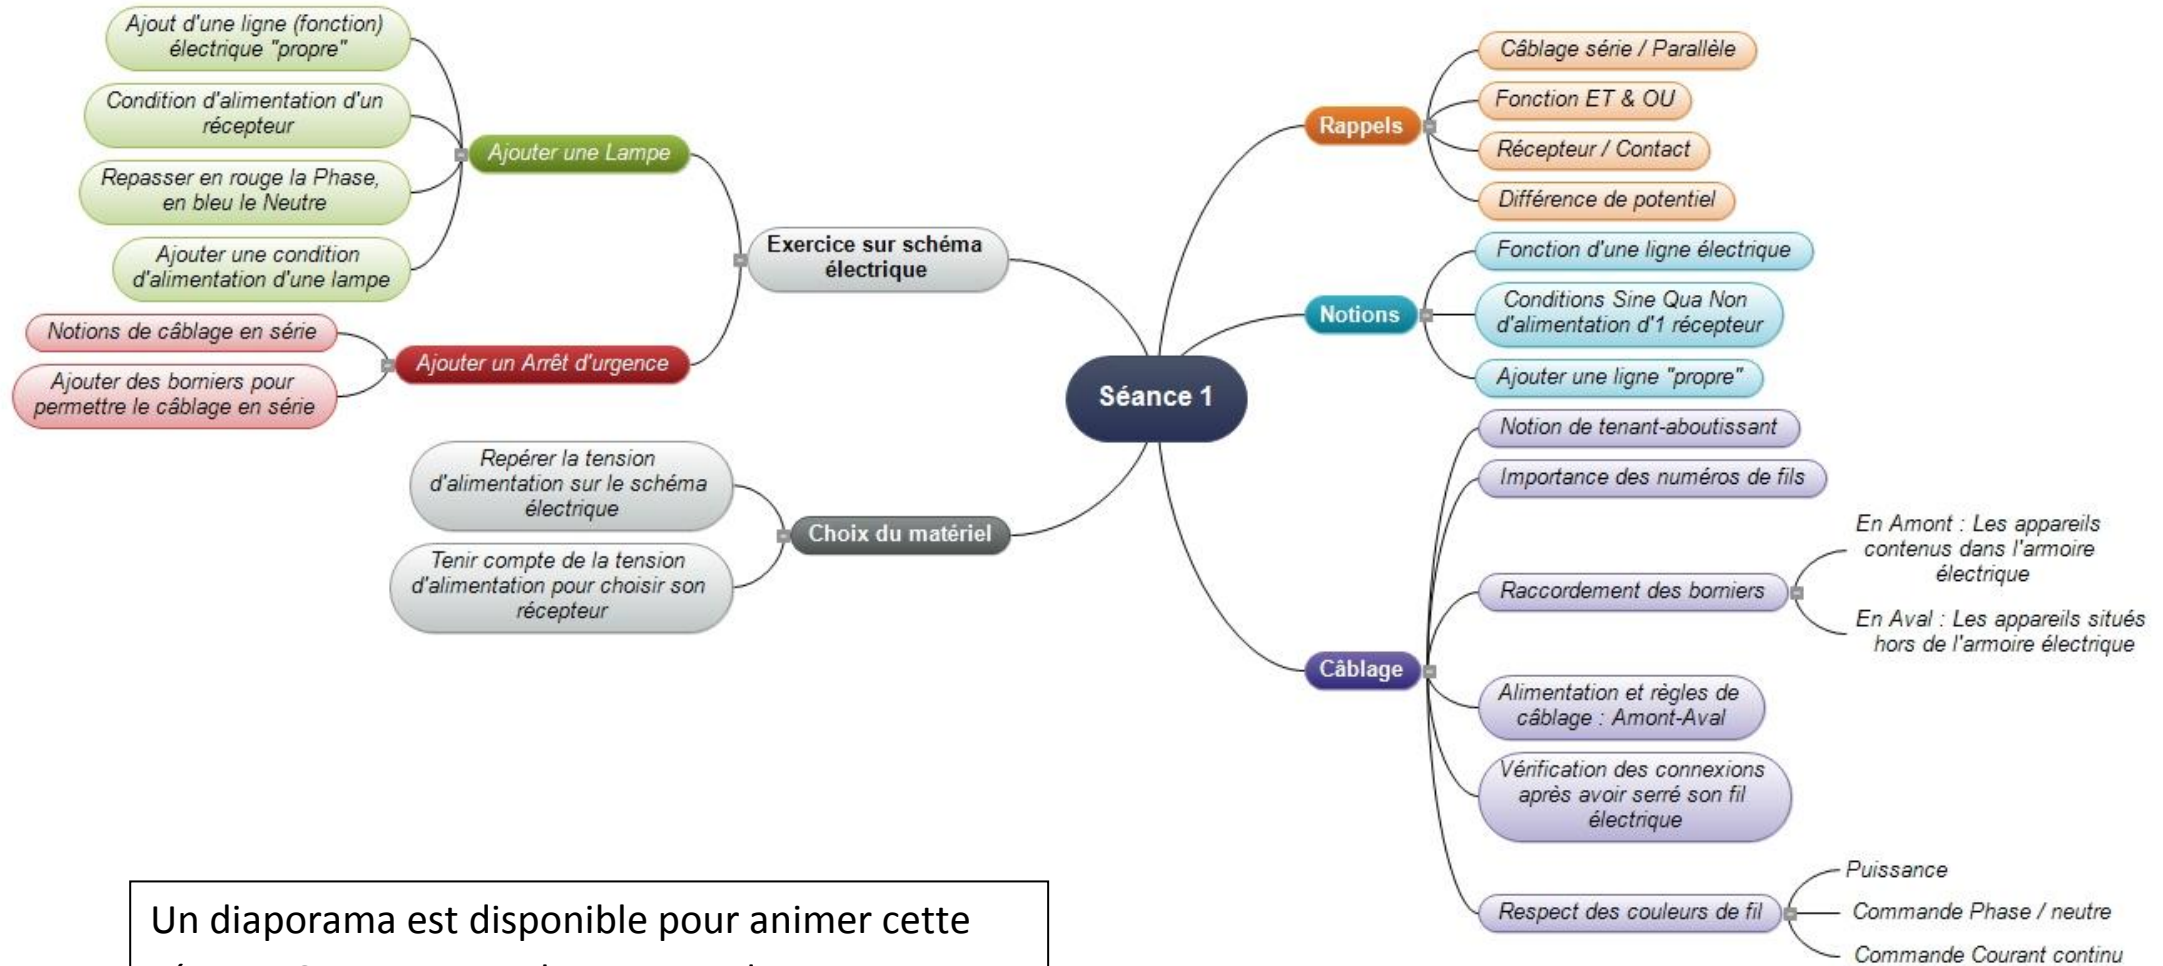 Séance 1
Rappels
Câblage série / Parallèle
Fonction ET & OU
Récepteur / Contact
Différence de potentiel
Notions
Fonction d'une ligne électrique
Conditions Sine Qua Non
d'alimentation d'1 récepteur
Ajouter une ligne "propre"
Câblage
Notion de tenant-aboutissant
Importance des numéros de fils
Raccordement des borniers
En Amont : Les appareils
contenus dans l'armoire
électrique
En Aval : Les appareils situés
hors de l'armoire électrique
Alimentation et règles de
câblage : Amont-Aval
Vérification des connexions
après avoir serré son fil
électrique
Respect des couleurs de fil
Puissance
Commande Phase / neutre
Commande Courant continu
Exercice sur schéma
électrique
Ajouter une Lampe
Ajout d'une ligne (fonction)
électrique "propre"
Condition d'alimentation d'un
récepteur
Repasser en rouge la Phase,
en bleu le Neutre
Ajouter une condition
d'alimentation d'une lampe
Ajouter un Arrêt d'urgence
Notions de câblage en série
Ajouter des borniers pour
permettre le câblage en série
Choix du matériel
Repérer la tension
d'alimentation sur le schéma
électrique
Tenir compte de la tension
d'alimentation pour choisir son
récepteur
Un diaporama est disponible pour animer cette